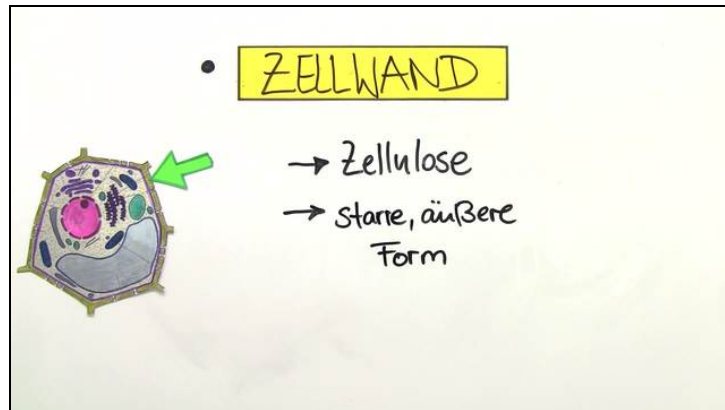 • ZELLWAND
→ Zellulose
→ starre, äußere
Form